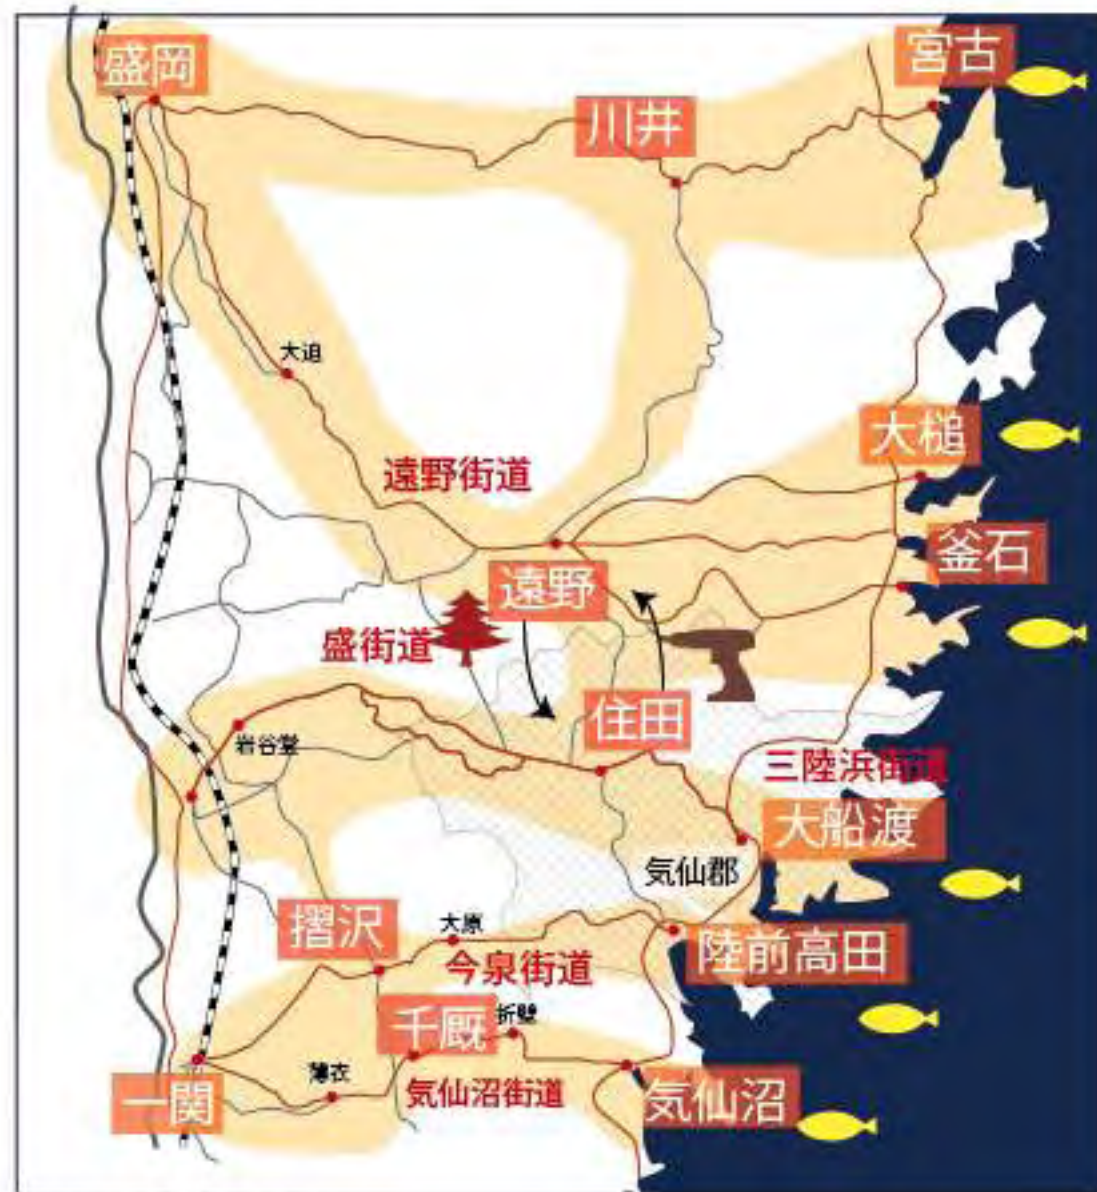 盛岡
宮古
川井
大迫
大槌
遠野街道
釜石
遠野
盛街道
住田
岩谷堂
三陸浜街道
大船渡
気仙郡
摺沢
大原
陸前高田
今泉街道
千厩
折壁
薄衣
気仙沼街道
気仙沼
一関